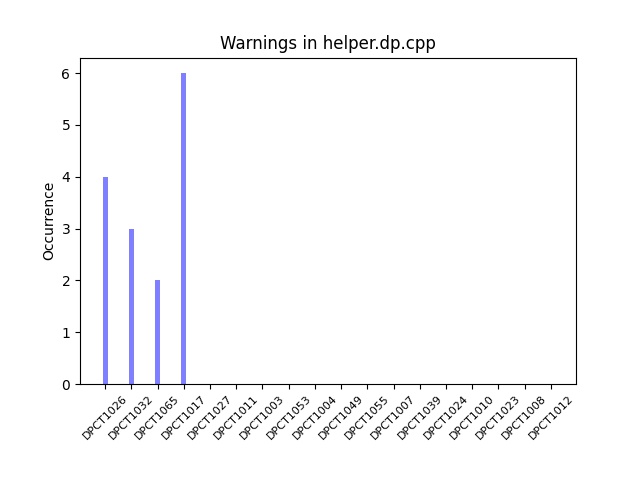 Warnings in helper.dp.cpp
Occurrence
6
5
4
3
2
1
0
DPCT1026
DPCT1032
DPCT1065
DPCT1017
DPCT1027
DPCT1011
DPCT1003
DPCT1053
DPCT1004
DPCT1049
DPCT1055
DPCT1007
DPCT1039
DPCT1024
DPCT1010
DPCT1023
DPCT1008
DPCT1012